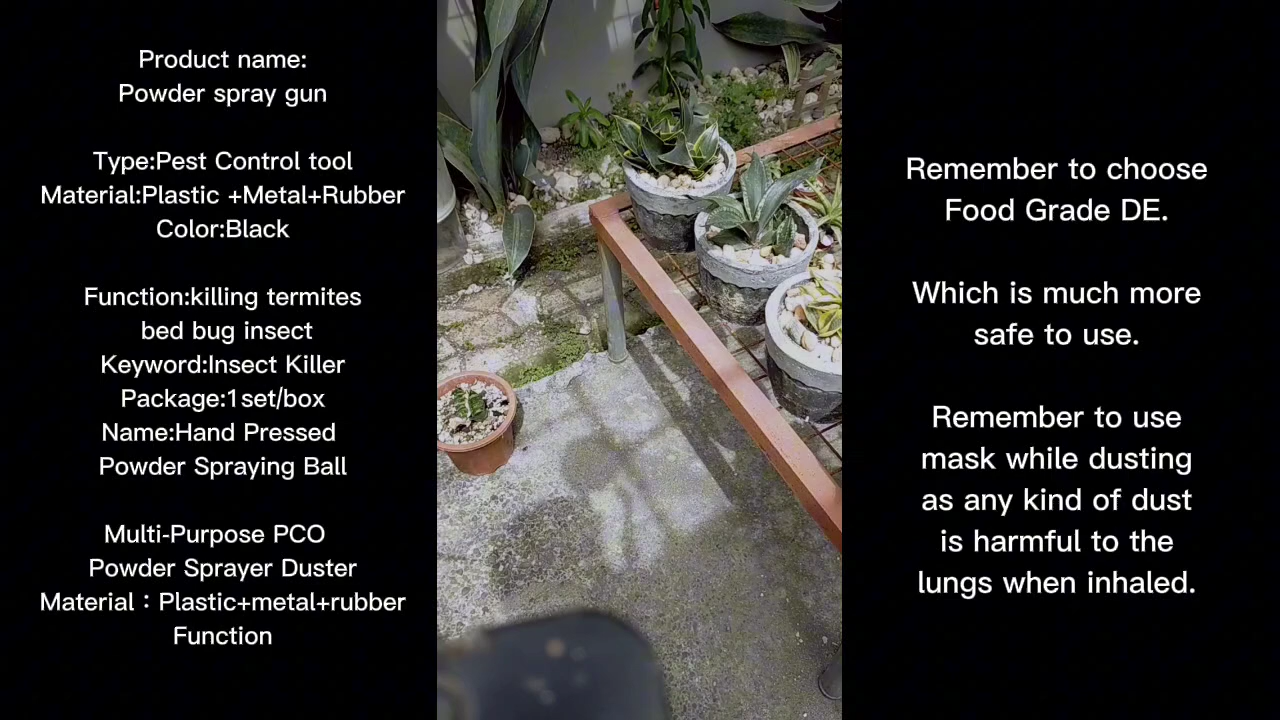 Product name:
Powder spray gun
Type:Pest Control tool
Material:Plastic +Metal+Rubber
Color:Black
Function:killing termites
bed bug insect
Keyword:Insect Killer
Package:1set/box
Name:Hand Pressed
Powder Spraying Ball
Multi-Purpose PCO
Powder Sprayer Duster
Material：Plastic+metal+rubber
Function
Remember to choose
Food Grade DE.
Which is much more
safe to use.
Remember to use
mask while dusting
as any kind of dust
is harmful to the
lungs when inhaled.